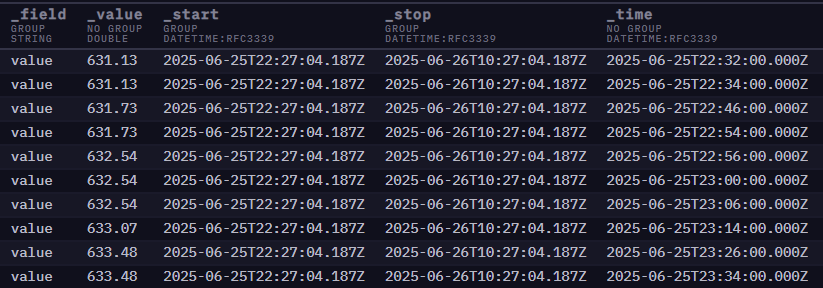 _field _value _start _stop _time
GROUP NO GROUP GROUP GROUP NO GROUP
STRING DOUBLE DATETIME:RFC3339 DATETIME:RFC3339 DATETIME:RFC3339
value 631.13 2025-06-25T22:27:04.187Z 2025-06-26T10:27:04.187Z 2025-06-25T22:32:00.000Z
value 631.13 2025-06-25T22:27:04.187Z 2025-06-26T10:27:04.187Z 2025-06-25T22:34:00.000Z
value 631.73 2025-06-25T22:27:04.187Z 2025-06-26T10:27:04.187Z 2025-06-25T22:46:00.000Z
value 631.73 2025-06-25T22:27:04.187Z 2025-06-26T10:27:04.187Z 2025-06-25T22:54:00.000Z
value 632.54 2025-06-25T22:27:04.187Z 2025-06-26T10:27:04.187Z 2025-06-25T22:56:00.000Z
value 632.54 2025-06-25T22:27:04.187Z 2025-06-26T10:27:04.187Z 2025-06-25T23:00:00.000Z
value 632.54 2025-06-25T22:27:04.187Z 2025-06-26T10:27:04.187Z 2025-06-25T23:06:00.000Z
value 633.07 2025-06-25T22:27:04.187Z 2025-06-26T10:27:04.187Z 2025-06-25T23:14:00.000Z
value 633.48 2025-06-25T22:27:04.187Z 2025-06-26T10:27:04.187Z 2025-06-25T23:26:00.000Z
value 633.48 2025-06-25T22:27:04.187Z 2025-06-26T10:27:04.187Z 2025-06-25T23:34:00.000Z